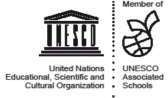 Member of
UNESCO
United Nations
Educational, Scientific and
Cultural Organization
UNESCO
Associated
Schools